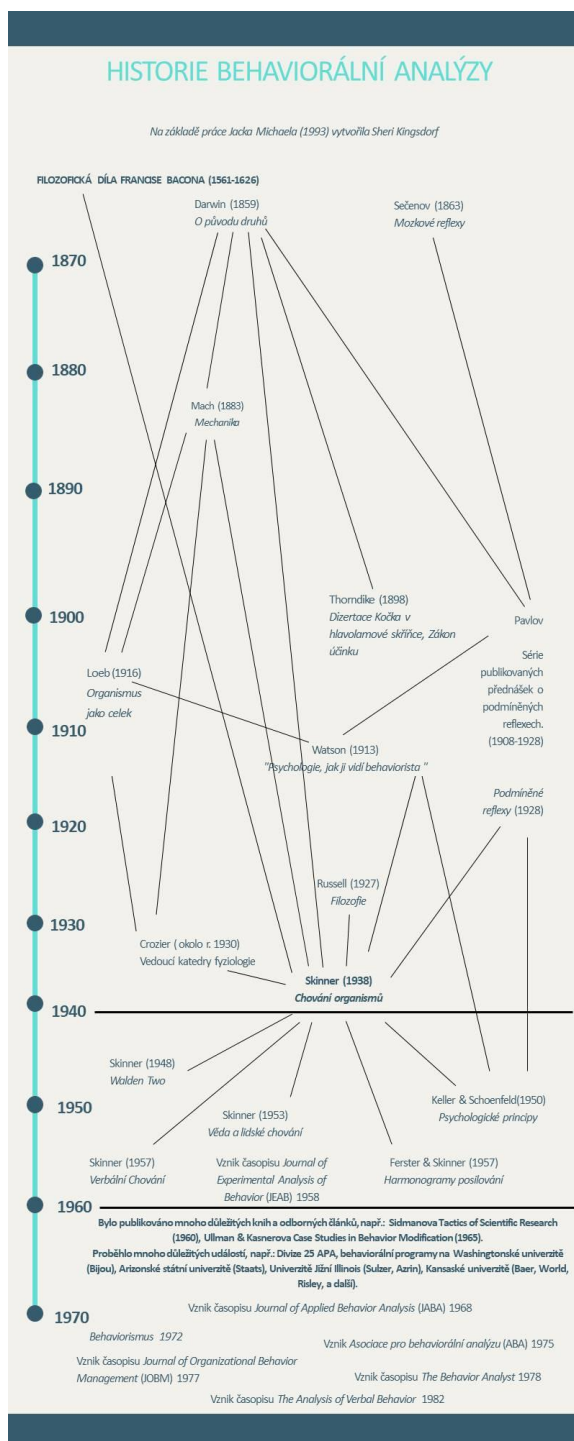 HISTORIE BEHAVIORÁLNÍ ANALÝZY
Na základě práce Jacka Michaela (1993) vytvořila Sheri Kingsdorf
FILOZOFICKÁ DÍLA FRANCISE BACONA (1561-1626)
Darwin (1859)
O původu druhů
Sečenov (1863)
Mozkové reflexy
1870
1880
Mach (1883)
Mechanika
1890
Thorndike (1898)
Dizertace Kočka v
hlavolamové skříňce, Zákon
účinku
1900
Pavlov
Série
publikovaných
přednášek o
podmíněných
reflexech.
(1908-1928)
Loeb (1916)
Organismus
jako celek
1910
Watson (1913)
"Psychologie, jak ji vidí behaviorista "
Podmíněné
reflexy (1928)
1920
Russell (1927)
Filozofie
1930
Crozier ( okolo r. 1930)
Vedoucí katedry fyziologie
Skinner (1938)
Chování organismů
1940
Skinner (1948)
Walden Two
Keller & Schoenfeld(1950)
Psychologické principy
1950
Skinner (1953)
Věda a lidské chování
Skinner (1957)
Verbální Chování
Vznik časopisu Journal of
Experimental Analysis of
Behavior (JEAB) 1958
Ferster & Skinner (1957)
Harmonogramy posilování
1960
Bylo publikováno mnoho důležitých knih a odborných článků, např.: Sidmanova Tactics of Scientific Research
(1960), Ullman & Kasnerova Case Studies in Behavior Modification (1965).
Proběhlo mnoho důležitých událostí, např.: Divize 25 APA, behaviorální programy na Washingtonské univerzitě
(Bijou), Arizonské státní univerzitě (Staats), Univerzitě Jižní Illinois (Sulzer, Azrin), Kansaské univerzitě (Baer, World,
Risley, a další).
Vznik časopisu Journal of Applied Behavior Analysis (JABA) 1968
1970
Behaviorismus 1972
Vznik Asociace pro behaviorální analýzu (ABA) 1975
Vznik časopisu Journal of Organizational Behavior
Management (JOBM) 1977
Vznik časopisu The Behavior Analyst 1978
Vznik časopisu The Analysis of Verbal Behavior 1982